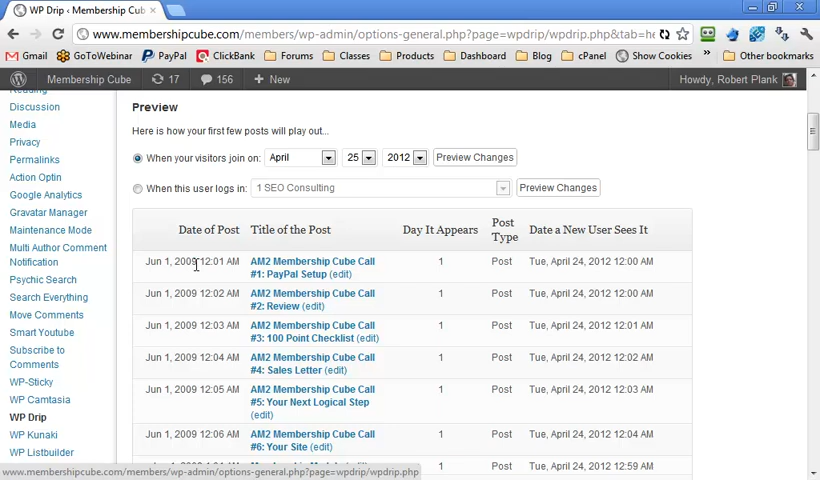 WP Drip ‹ Membership Cub
www.membershipcube.com/members/wp-admin/options-general.php?page=wpdrip/wpdrip.php&tab=he
Gmail GoToWebinar PayPal ClickBank Forums Classes Products Dashboard Blog cPanel Show Cookies » Other bookmarks
Membership Cube 17 156 + New Howdy, Robert Plank
Discussion
Media
Privacy
Permalinks
Action Optin
Google Analytics
Gravatar Manager
Maintenance Mode
Multi Author Comment
Notification
Psychic Search
Search Everything
Move Comments
Smart Youtube
Subscribe to
Comments
WP-Sticky
WP Camtasia
WP Drip
WP Kunaki
WP Listbuilder
Preview
Here is how your first few posts will play out...
When your visitors join on: April 25 2012 Preview Changes
When this user logs in: 1 SEO Consulting Preview Changes
Date of Post Title of the Post Day It Appears Post Type Date a New User Sees It
Jun 1, 2009 12:01 AM AM2 Membership Cube Call 1 Post Tue, April 24, 2012 12:00 AM
#1: PayPal Setup (edit)
Jun 1, 2009 12:02 AM AM2 Membership Cube Call 1 Post Tue, April 24, 2012 12:00 AM
#2: Review (edit)
Jun 1, 2009 12:03 AM AM2 Membership Cube Call 1 Post Tue, April 24, 2012 12:01 AM
#3: 100 Point Checklist (edit)
Jun 1, 2009 12:04 AM AM2 Membership Cube Call 1 Post Tue, April 24, 2012 12:02 AM
#4: Sales Letter (edit)
Jun 1, 2009 12:05 AM AM2 Membership Cube Call 1 Post Tue, April 24, 2012 12:03 AM
#5: Your Next Logical Step
(edit)
Jun 1, 2009 12:06 AM AM2 Membership Cube Call 1 Post Tue, April 24, 2012 12:04 AM
#6: Your Site (edit)
1 Post Tue, April 24, 2012 12:59 AM
www.membershipcube.com/members/wp-admin/options-general.php?page=wpdrip/wpdrip.php